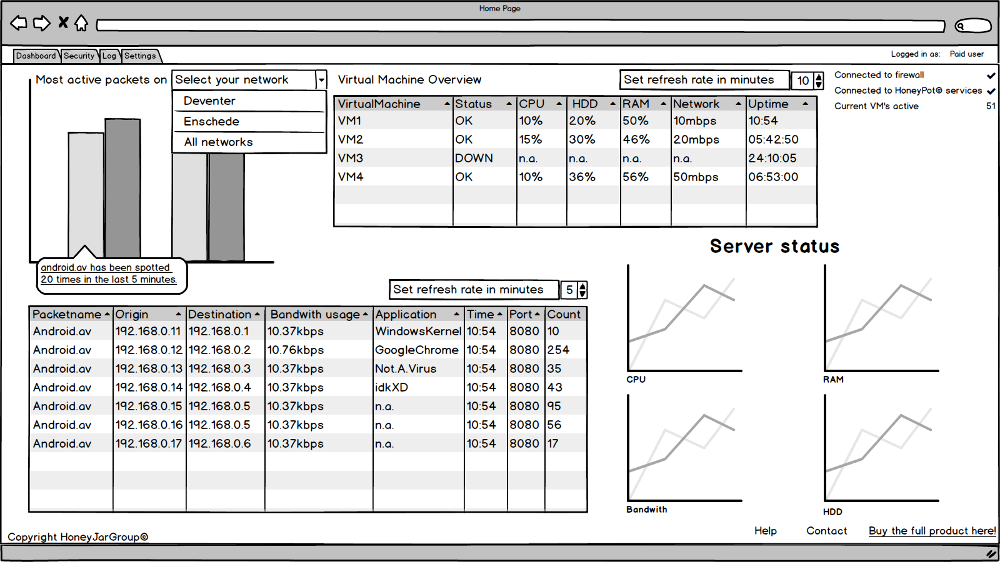 Home Page
Dashboard Security Log Settings
Logged in as: Paid user
Most active packets on Select your network
Deventer
Enschede
All networks
android.av has been spotted
20 times in the last 5 minutes.
Virtual Machine Overview
Set refresh rate in minutes 10
VirtualMachine Status CPU HDD RAM Network Uptime
VM1 OK 10% 20% 50% 10mbps 10:54
VM2 OK 15% 30% 46% 20mbps 05:42:50
VM3 DOWN n.a. n.a. n.a. n.a. 24:10:05
VM4 OK 10% 36% 56% 50mbps 06:53:00
Connected to firewall
Connected to HoneyPot© services
Current VM's active 51
Set refresh rate in minutes 5
Packetname Origin Destination Bandwith usage Application Time Port Count
Android.av 192.168.0.11 192.168.0.1 10.37kbps WindowsKernel 10:54 8080 10
Android.av 192.168.0.12 192.168.0.2 10.76kbps GoogleChrome 10:54 8080 254
Android.av 192.168.0.13 192.168.0.3 10.37kbps Not.A.Virus 10:54 8080 35
Android.av 192.168.0.14 192.168.0.4 10.37kbps idkXD 10:54 8080 43
Android.av 192.168.0.15 192.168.0.5 10.37kbps n.a. 10:54 8080 95
Android.av 192.168.0.16 192.168.0.5 10.37kbps n.a. 10:54 8080 56
Android.av 192.168.0.17 192.168.0.6 10.37kbps n.a. 10:54 8080 17
Server status
CPU
RAM
Bandwith
HDD
Copyright HoneyJarGroup©
Help Contact Buy the full product here!